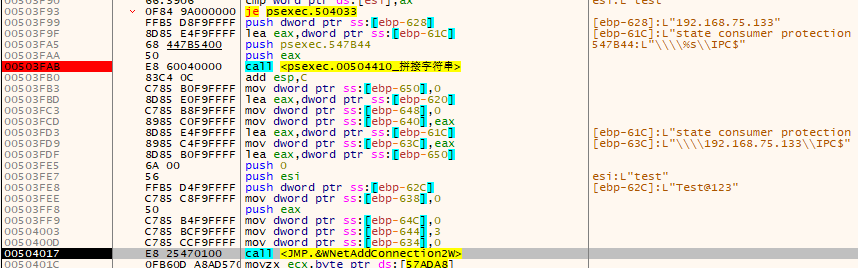 00503F90 66:3906 cmp word ptr ds:[esi],ax esi:L"test"
00503F93 0F84 9A000000 je psexec.504033
00503F99 FFB5 D8F9FFFF push dword ptr ss:[ebp-628] [ebp-628]:L"192.168.75.133"
00503F9F 8D85 E4F9FFFF lea eax,dword ptr ss:[ebp-61C] [ebp-61C]:L"state consumer protection
00503FA5 68 447B5400 push psexec.547B44 547B44:L"\\\\%s\\IPC$"
00503FAA 50 push eax
00503FAB E8 60040000 call <psexec.00504410_拼接字符串>
00503FB0 83C4 0C add esp,C
00503FB3 C785 B0F9FFFF mov dword ptr ss:[ebp-650],0
00503FBD 8D85 E0F9FFFF lea eax,dword ptr ss:[ebp-620]
00503FC3 C785 B8F9FFFF mov dword ptr ss:[ebp-648],0
00503FCD 8985 C0F9FFFF mov dword ptr ss:[ebp-640],eax
00503FD3 8D85 E4F9FFFF lea eax,dword ptr ss:[ebp-61C] [ebp-61C]:L"state consumer protection
00503FD9 8985 C4F9FFFF mov dword ptr ss:[ebp-63C],eax [ebp-63C]:L"\\\\192.168.75.133\\IPC$"
00503FDF 8D85 B0F9FFFF lea eax,dword ptr ss:[ebp-650]
00503FE5 6A 00 push 0
00503FE7 56 push esi esi:L"test"
00503FE8 FFB5 D4F9FFFF push dword ptr ss:[ebp-62C] [ebp-62C]:L"Test@123"
00503FEE C785 C8F9FFFF mov dword ptr ss:[ebp-638],0
00503FF8 50 push eax
00503FF9 C785 B4F9FFFF mov dword ptr ss:[ebp-64C],0
00504003 C785 BCF9FFFF mov dword ptr ss:[ebp-644],3
0050400D C785 CCF9FFFF mov dword ptr ss:[ebp-634],0
00504017 E8 25470100 call <JMP.&WNetAddConnection2W>
0050401C 0FB60D A8AD57 movzx ecx,byte ptr ds:[57ADA8]